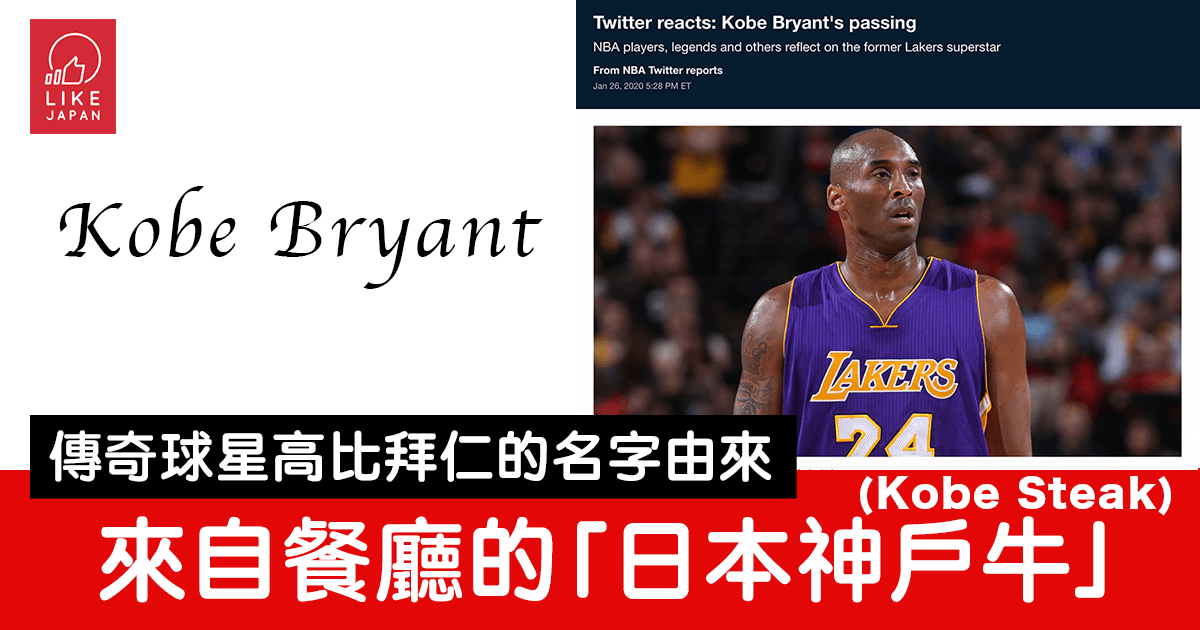 LIKE
JAPAN
Kobe Bryant
Twitter reacts: Kobe Bryant's passing
NBA players, legends and others reflect on the former Lakers superstar
From NBA Twitter reports
Jan 26, 2020 5:28 PM ET
LAKERS
24
傳奇球星高比拜仁的名字由來
(Kobe Steak)
來自餐廳的「日本神戶牛」